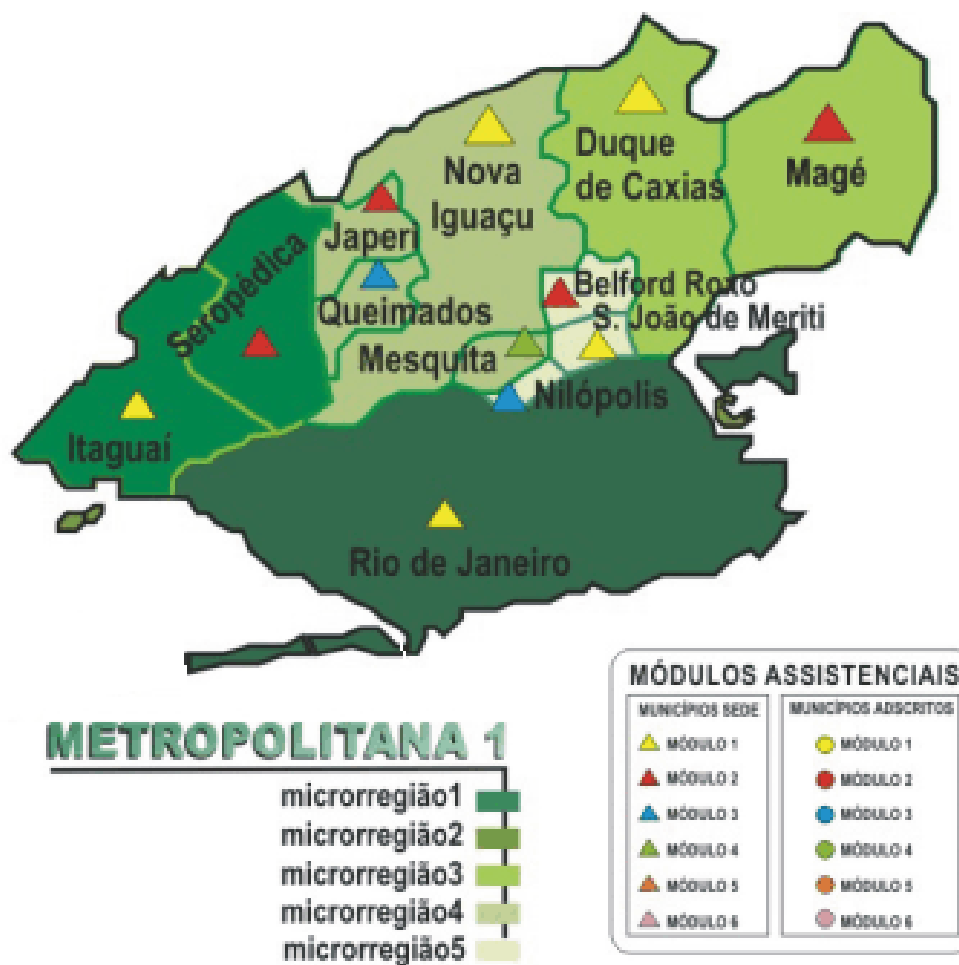 Nova
Iguaçu
Duque
de Caxias
Magé
Japeri
Queimados
Seropédica
Belford Roxo
S. João de Meriti
Mesquita
Nilópolis
Itaguaí
Rio de Janeiro
METROPOLITANA 1
microrregião1
microrregião2
microrregião3
microrregião4
microrregião5
MÓDULOS ASSISTENCIAIS
MUNICÍPIOS SEDE
MÓDULO 1
MÓDULO 2
MÓDULO 3
MÓDULO 4
MÓDULO 5
MÓDULO 6
MUNICÍPIOS ADSCRITOS
MÓDULO 1
MÓDULO 2
MÓDULO 3
MÓDULO 4
MÓDULO 5
MÓDULO 6